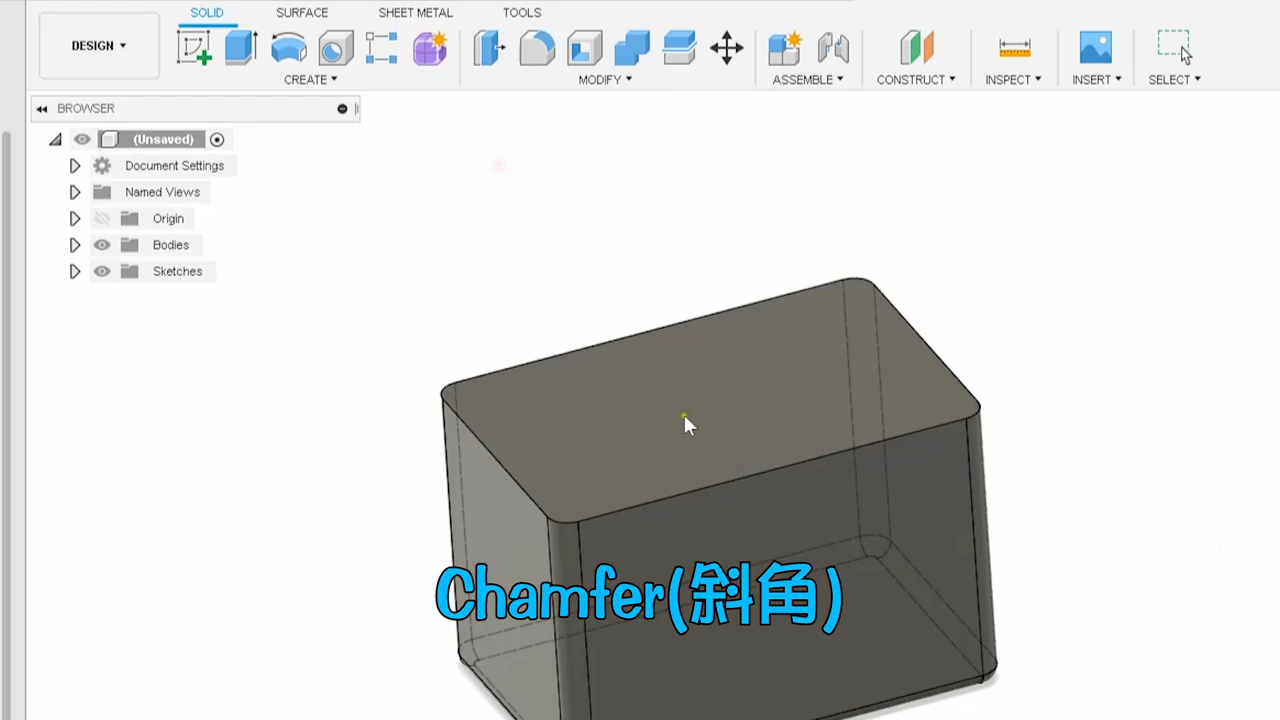 SOLID SURFACE SHEET METAL TOOLS
DESIGN ▾
CREATE ▾ MODIFY ▾ ASSEMBLE ▾ CONSTRUCT ▾ INSPECT ▾ INSERT ▾ SELECT ▾
BROWSER
(Unsaved)
Document Settings
Named Views
Origin
Bodies
Sketches
Chamfer(斜角)